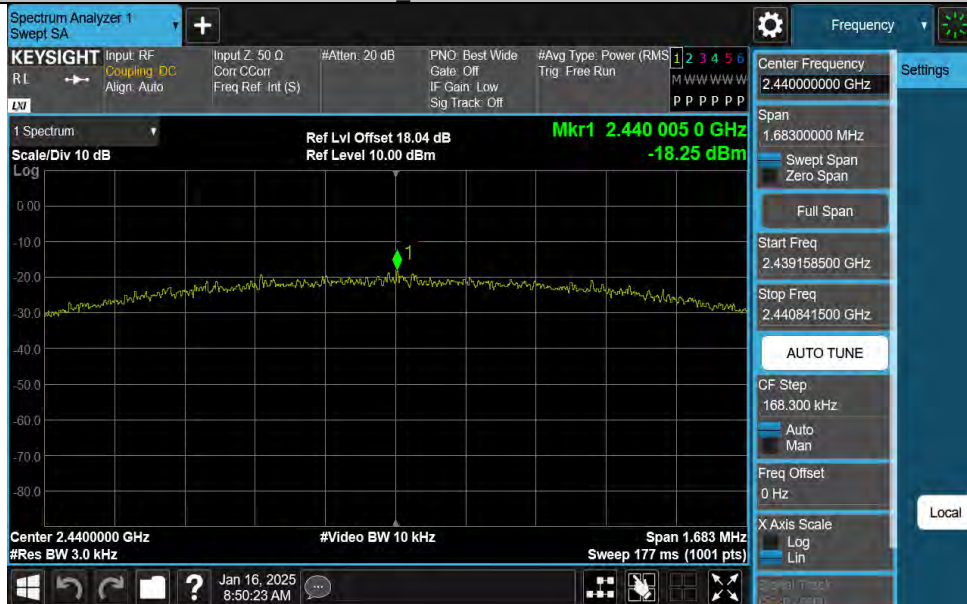 Spectrum Analyzer 1
Swept SA
+
Frequency
KEYSIGHT
RL
LXI
Input: RF
Coupling: DC
Align: Auto
Input Z: 50 Ω
Corr CCorr
Freq Ref: Int (S)
#Atten: 20 dB
PNO: Best Wide
Gate: Off
IF Gain: Low
Sig Track: Off
#Avg Type: Power (RMS
Trig: Free Run
1 2 3 4 5 6
M W W W W W
P P P P P P
1 Spectrum
Scale/Div 10 dB
Ref Lvl Offset 18.04 dB
Ref Level 10.00 dBm
Mkr1 2.440 005 0 GHz
-18.25 dBm
Log
0.00
-10.0
-20.0
-30.0
-40.0
-50.0
-60.0
-70.0
-80.0
1
Center 2.4400000 GHz
#Res BW 3.0 kHz
#Video BW 10 kHz
Span 1.683 MHz
Sweep 177 ms (1001 pts)
Center Frequency
2.440000000 GHz
Span
1.68300000 MHz
Swept Span
Zero Span
Full Span
Start Freq
2.439158500 GHz
Stop Freq
2.440841500 GHz
AUTO TUNE
CF Step
168.300 kHz
Auto
Man
Freq Offset
0 Hz
X Axis Scale
Log
Lin
Signal Track
Settings
Local
?
Jan 16, 2025
8:50:23 AM